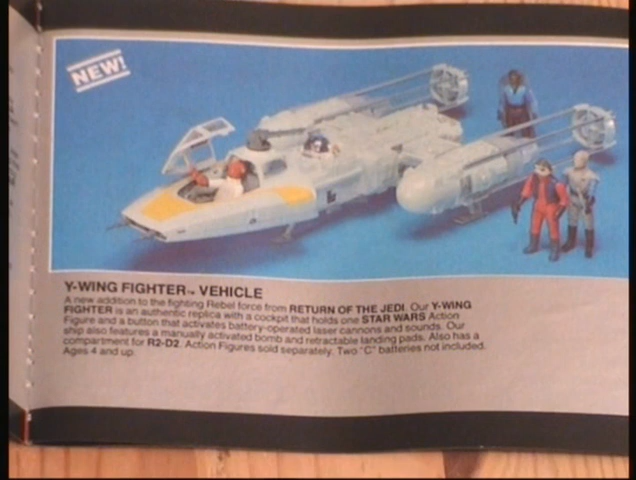 NEW!
Y-WING FIGHTER™ VEHICLE
A new addition to the fighting Rebel force from RETURN OF THE JEDI. Our Y-WING
FIGHTER is an authentic replica with a cockpit that holds one STAR WARS Action
Figure and a button that activates battery-operated laser cannons and sounds. Our
ship also features a manually activated bomb and retractable landing pads. Also has a
compartment for R2-D2. Action Figures sold separately. Two "C" batteries not included.
Ages 4 and up.